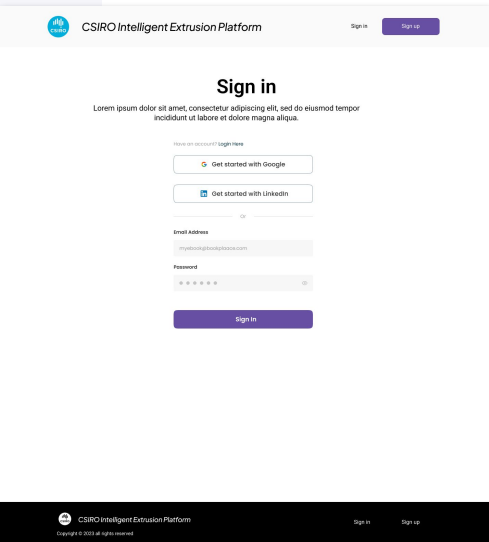 CSIRO
CSIRO Intelligent Extrusion Platform
Sign in
Sign up
Sign in
Lorem ipsum dolor sit amet, consectetur adipiscing elit, sed do eiusmod tempor
incididunt ut labore et dolore magna aliqua.
Have an account? Login Here
Get started with Google
in Get started with LinkedIn
or
Email Address
myebook@bookplaace.com
Password
Sign In
CSIRO
CSIRO Intelligent Extrusion Platform
Sign in
Sign up
Copyright © 2023 all rights reserved